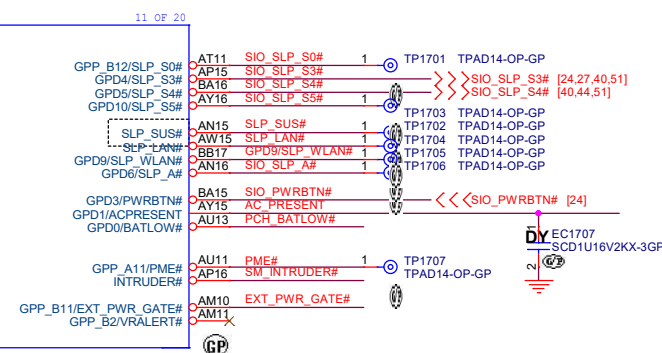 11 OF 20
GPP_B12/SLP_S0# AT11 SIO_SLP_S0# 1 TP1701 TPAD14-OP-GP
GPD4/SLP_S3# AP15 SIO_SLP_S3# SIO_SLP_S3# [24,27,40,51]
GPD5/SLP_S4# BA16 SIO_SLP_S4# SIO_SLP_S4# [40,44,51]
GPD10/SLP_S5# AY16 SIO_SLP_S5# 1 TP1703 TPAD14-OP-GP
SLP_SUS# AN15 SLP_SUS# 1 TP1702 TPAD14-OP-GP
SLP_LAN# AW15 SLP_LAN# 1 TP1704 TPAD14-OP-GP
GPD9/SLP_WLAN# BB17 GPD9/SLP_WLAN# 1 TP1705 TPAD14-OP-GP
GPD6/SLP_A# AN16 SIO_SLP_A# 1 TP1706 TPAD14-OP-GP
GPD3/PWRBTN# BA15 SIO_PWRBTN# SIO_PWRBTN# [24]
GPD1/ACPRESENT AY15 AC_PRESENT
GPD0/BATLOW# AU13 PCH_BATLOW#
1 DY EC1707
SCD1U16V2KX-3GP
2
GPP_A11/PME# AU11 PME# 1 TP1707
INTRUDER# AP16 SM_INTRUDER# TPAD14-OP-GP
GPP_B11/EXT_PWR_GATE# AM10 EXT_PWR_GATE#
GPP_B2/VRALERT# AM11
GP